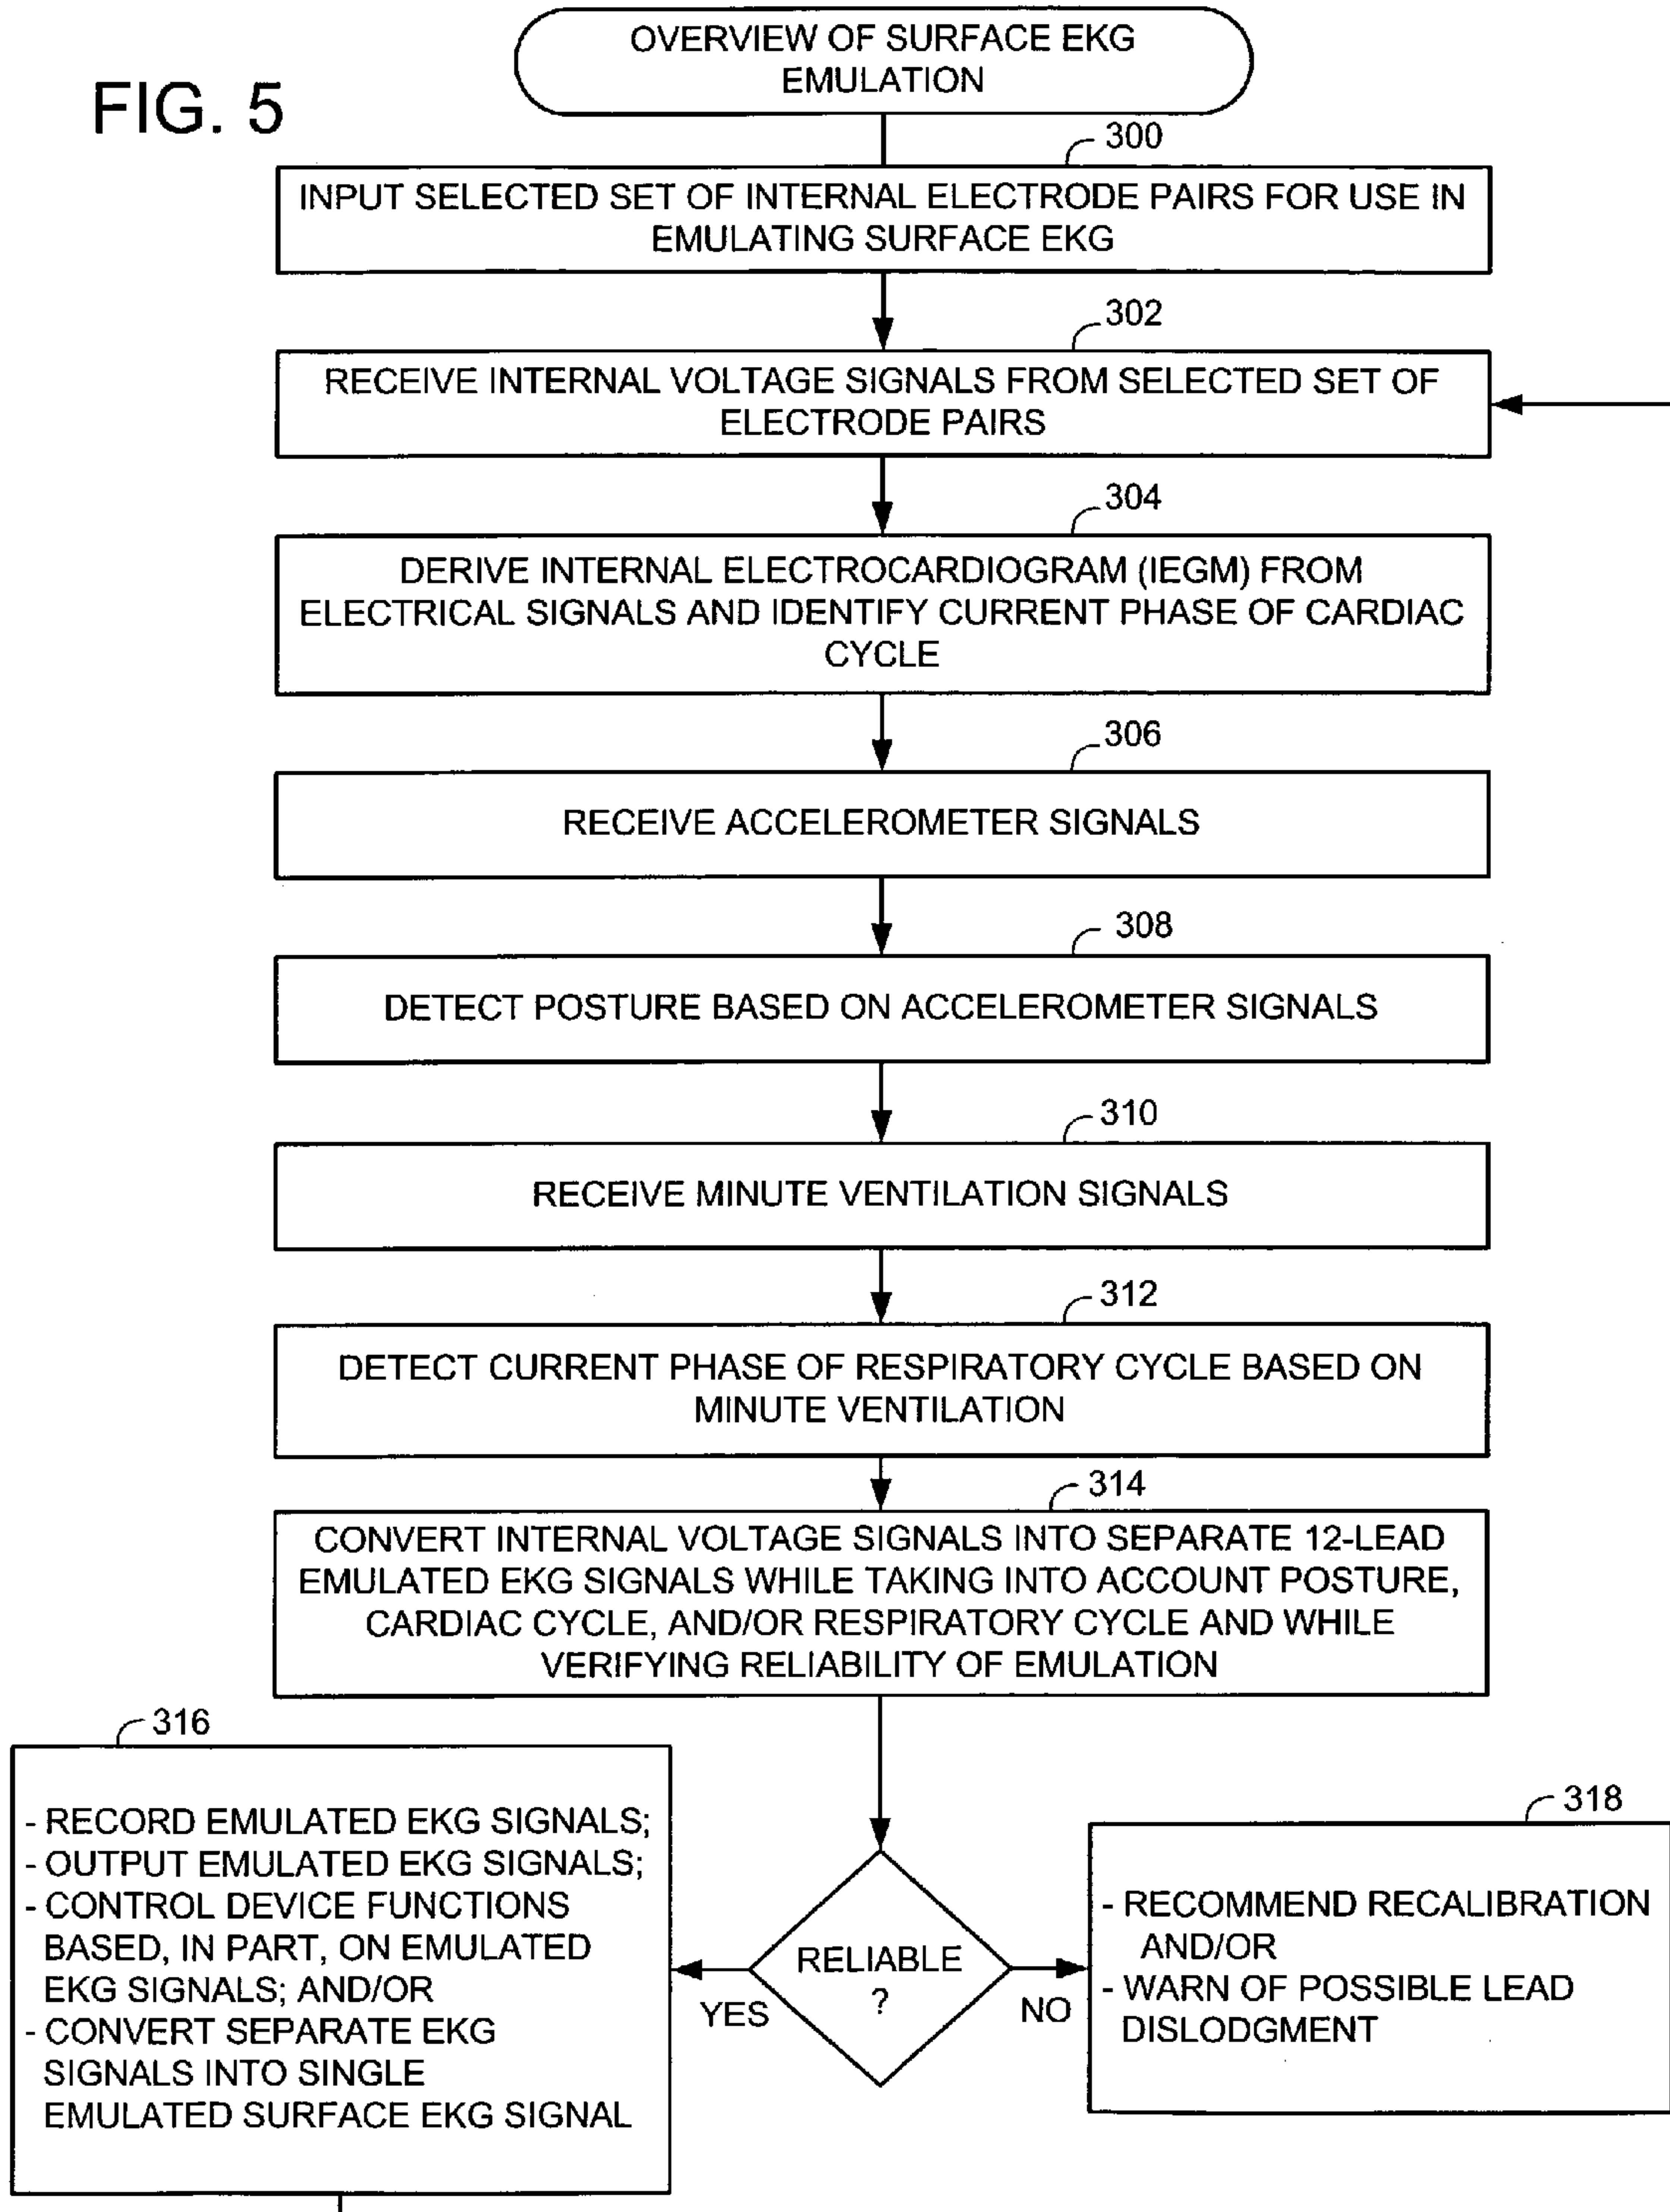 FIG. 5
OVERVIEW OF SURFACE EKG
EMULATION
300
INPUT SELECTED SET OF INTERNAL ELECTRODE PAIRS FOR USE IN
EMULATING SURFACE EKG
302
RECEIVE INTERNAL VOLTAGE SIGNALS FROM SELECTED SET OF
ELECTRODE PAIRS
304
DERIVE INTERNAL ELECTROCARDIOGRAM (IEGM) FROM
ELECTRICAL SIGNALS AND IDENTIFY CURRENT PHASE OF CARDIAC
CYCLE
306
RECEIVE ACCELEROMETER SIGNALS
308
DETECT POSTURE BASED ON ACCELEROMETER SIGNALS
310
RECEIVE MINUTE VENTILATION SIGNALS
312
DETECT CURRENT PHASE OF RESPIRATORY CYCLE BASED ON
MINUTE VENTILATION
314
CONVERT INTERNAL VOLTAGE SIGNALS INTO SEPARATE 12-LEAD
EMULATED EKG SIGNALS WHILE TAKING INTO ACCOUNT POSTURE,
CARDIAC CYCLE, AND/OR RESPIRATORY CYCLE AND WHILE
VERIFYING RELIABILITY OF EMULATION
316
- RECORD EMULATED EKG SIGNALS;
- OUTPUT EMULATED EKG SIGNALS;
- CONTROL DEVICE FUNCTIONS
BASED, IN PART, ON EMULATED
EKG SIGNALS; AND/OR
- CONVERT SEPARATE EKG
SIGNALS INTO SINGLE
EMULATED SURFACE EKG SIGNAL
RELIABLE
?
YES
NO
318
- RECOMMEND RECALIBRATION
AND/OR
- WARN OF POSSIBLE LEAD
DISLODGMENT